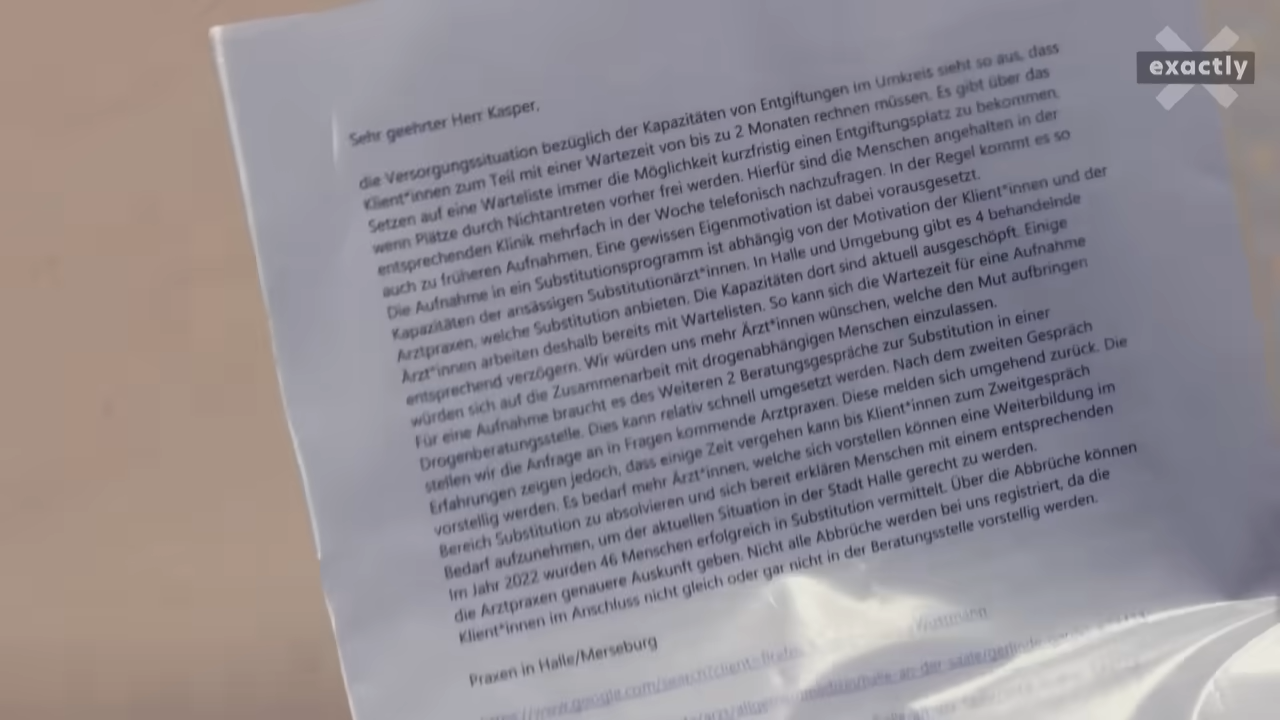 exactly
Sehr geehrter Herr Kasper,
die Versorgungssituation bezüglich der Kapazitäten von Entgiftungen im Umkreis sieht so aus, dass
Klient*innen zum Teil mit einer Wartezeit von bis zu 2 Monaten rechnen müssen. Es gibt über das
Setzen auf eine Warteliste immer die Möglichkeit kurzfristig einen Entgiftungsplatz zu bekommen,
wenn Plätze durch Nichtantreten vorher frei werden. Hierfür sind die Menschen angehalten in der
entsprechenden Klinik mehrfach in der Woche telefonisch nachzufragen. In der Regel kommt es so
auch zu früheren Aufnahmen. Eine gewissen Eigenmotivation ist dabei vorausgesetzt.
Die Aufnahme in ein Substitutionsprogramm ist abhängig von der Motivation der Klient*innen und der
Kapazitäten der ansässigen Substitutionärzt*innen. In Halle und Umgebung gibt es 4 behandelnde
Arztpraxen, welche Substitution anbieten. Die Kapazitäten dort sind aktuell ausgeschöpft. Einige
Ärzt*innen arbeiten deshalb bereits mit Wartelisten. So kann sich die Wartezeit für eine Aufnahme
entsprechend verzögern. Wir würden uns mehr Ärzt*innen wünschen, welche den Mut aufbringen
würden sich auf die Zusammenarbeit mit drogenabhängigen Menschen einzulassen.
Für eine Aufnahme braucht es des Weiteren 2 Beratungsgespräche zur Substitution in einer
Drogenberatungsstelle. Dies kann relativ schnell umgesetzt werden. Nach dem zweiten Gespräch
stellen wir die Anfrage an in Fragen kommende Arztpraxen. Diese melden sich umgehend zurück. Die
Erfahrungen zeigen jedoch, dass einige Zeit vergehen kann bis Klient*innen zum Zweitgespräch
vorstellig werden. Es bedarf mehr Ärzt*innen, welche sich vorstellen können eine Weiterbildung im
Bereich Substitution zu absolvieren und sich bereit erklären Menschen mit einem entsprechenden
Bedarf aufzunehmen, um der aktuellen Situation in der Stadt Halle gerecht zu werden.
Im Jahr 2022 wurden 46 Menschen erfolgreich in Substitution vermittelt. Über die Abbrüche können
die Arztpraxen genauere Auskunft geben. Nicht alle Abbrüche werden bei uns registriert, da die
Klient*innen im Anschluss nicht gleich oder gar nicht in der Beratungsstelle vorstellig werden.
Praxen in Halle/Merseburg